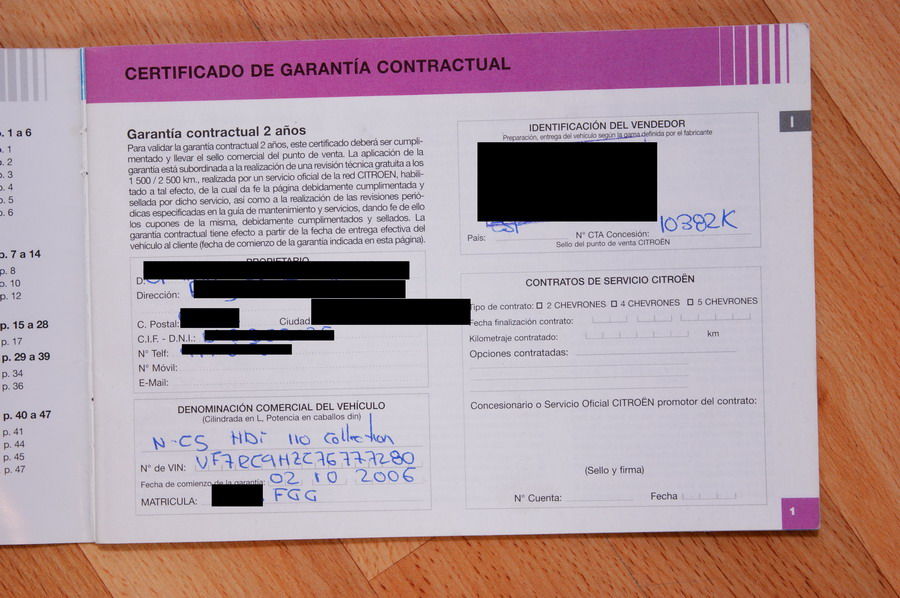 . 1 a 6
p. 1
p. 2
p. 3
p. 4
p. 5
p. 6
p. 7 a 14
p. 8
p. 10
p. 12
p. 15 a 28
p. 17
p. 29 a 39
p. 34
p. 36
p. 40 a 47
p. 41
p. 44
p. 45
p. 47
CERTIFICADO DE GARANTÍA CONTRACTUAL
Garantía contractual 2 años
Para validar la garantía contractual 2 años, este certificado deberá ser cumpli-
mentado y llevar el sello comercial del punto de venta. La aplicación de la
garantía está subordinada a la realización de una revisión técnica gratuita a los
1 500 / 2 500 km., realizada por un servicio oficial de la red CITROEN, habili-
tado a tal efecto, de la cual da fe la página debidamente cumplimentada y
sellada por dicho servicio, así como a la realización de las revisiones perió-
dicas especificadas en la guía de mantenimiento y servicios, dando fe de ello
los cupones de la misma, debidamente cumplimentados y sellados. La
garantía contractual tiene efecto a partir de la fecha de entrega efectiva del
vehículo al cliente (fecha de comienzo de la garantía indicada en esta página).
PROPIETARIO
D.
Dirección:
C. Postal: Ciudad
C.I.F. - D.N.I.:
N° Telf:
N° Móvil:
E-Mail:
DENOMINACIÓN COMERCIAL DEL VEHÍCULO
(Cilindrada en L, Potencia en caballos din)
N-C5 HDi 110 Collection
N° de VIN: VF7RC9HZC76777280
Fecha de comienzo de la garantía: 02 10 2006
MATRICULA: FGG
IDENTIFICACIÓN DEL VENDEDOR
Preparación, entrega del vehículo según la gama definida por el fabricante
País: N° CTA Concesión: 10382K
Sello del punto de venta CITROËN
CONTRATOS DE SERVICIO CITROËN
Tipo de contrato: ☐ 2 CHEVRONES ☐ 4 CHEVRONES ☐ 5 CHEVRONES
Fecha finalización contrato:
Kilometraje contratado: km
Opciones contratadas:
Concesionario o Servicio Oficial CITROËN promotor del contrato:
(Sello y firma)
N° Cuenta: Fecha
I
1